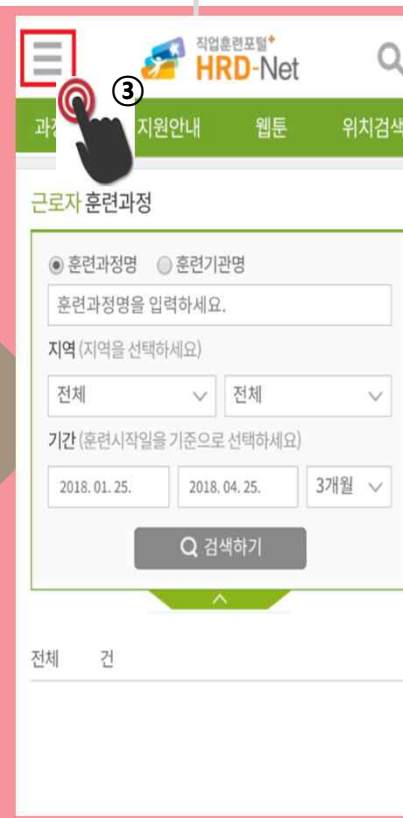 직업훈련포털+
HRD-Net
③
지원안내 웹툰 위치검색
근로자 훈련과정
훈련과정명 훈련기관명
훈련과정명을 입력하세요.
지역 (지역을 선택하세요)
전체 전체
기간 (훈련시작일을 기준으로 선택하세요)
2018. 01. 25. 2018. 04. 25. 3개월
검색하기
전체 건